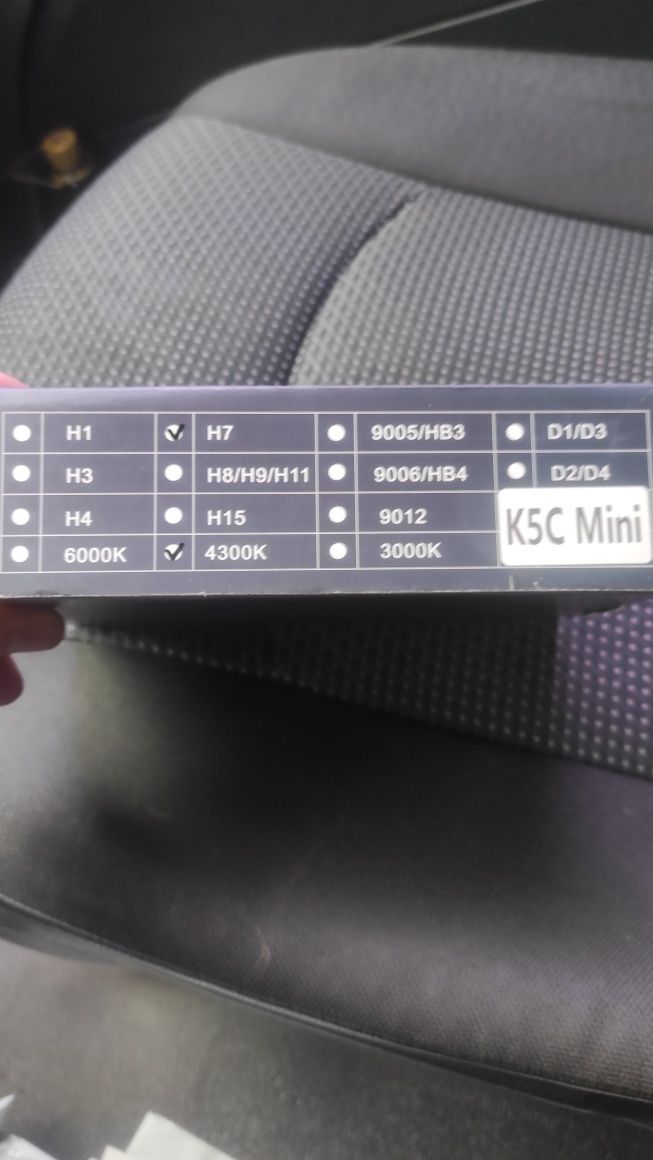 H1 H7 9005/HB3 D1/D3
H3 H8/H9/H11 9006/HB4 D2/D4
H4 H15 9012
6000K 4300K 3000K
K5C Mini